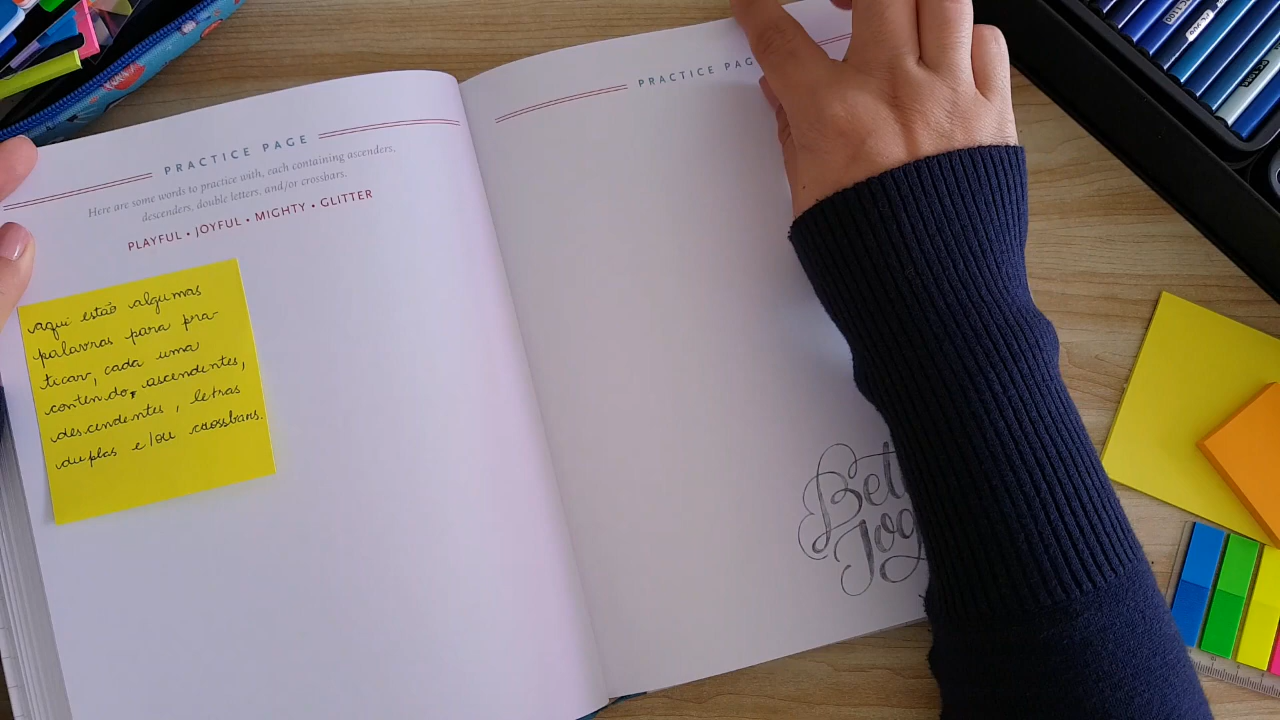 PRACTICE PAGE
Here are some words to practice with, each containing ascenders,
descenders, double letters, and/or crossbars.
PLAYFUL • JOYFUL • MIGHTY • GLITTER
aqui estão algumas
palavras para pra-
ticar, cada uma
contendo, ascendentes,
descendentes, letras
duplas e/ou crossbars.
PRACTICE